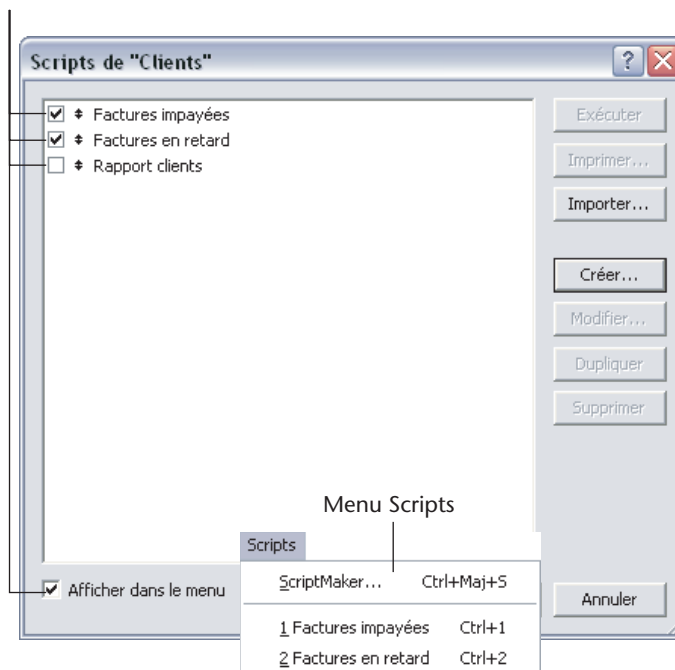 Scripts de "Clients"
Factures impayées
Factures en retard
Rapport clients
Exécuter
Imprimer...
Importer...
Créer...
Modifier...
Dupliquer
Supprimer
Menu Scripts
Scripts
ScriptMaker... Ctrl+Maj+S
1 Factures impayées Ctrl+1
2 Factures en retard Ctrl+2
Afficher dans le menu
Annuler